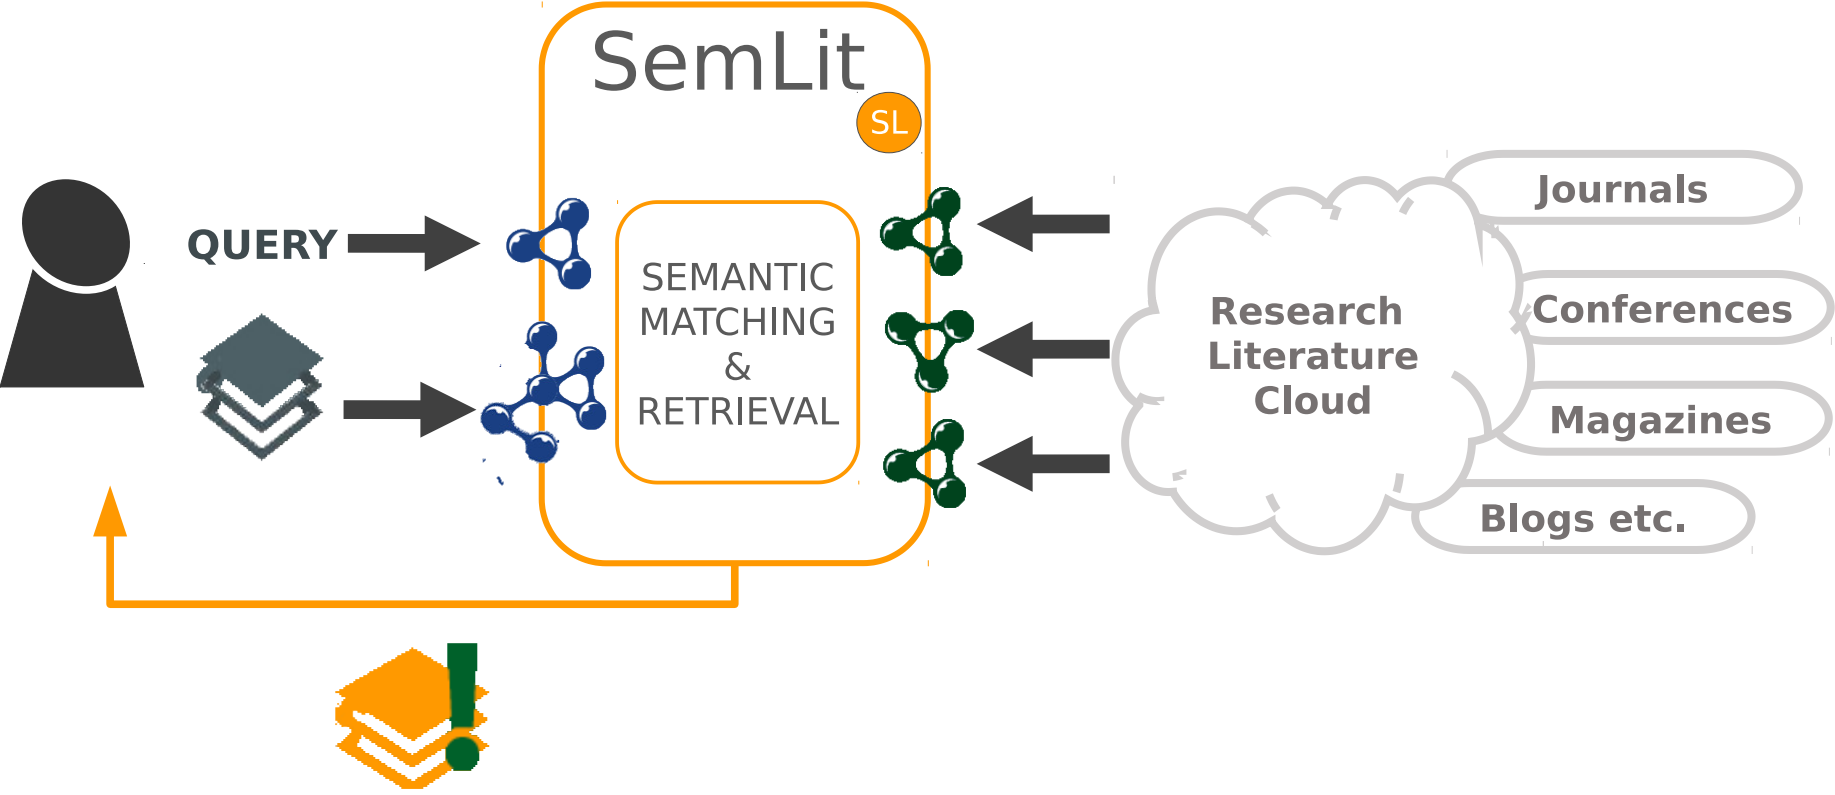 SemLit
SL
QUERY
SEMANTIC
MATCHING
&
RETRIEVAL
Research
Literature
Cloud
Journals
Conferences
Magazines
Blogs etc.
!